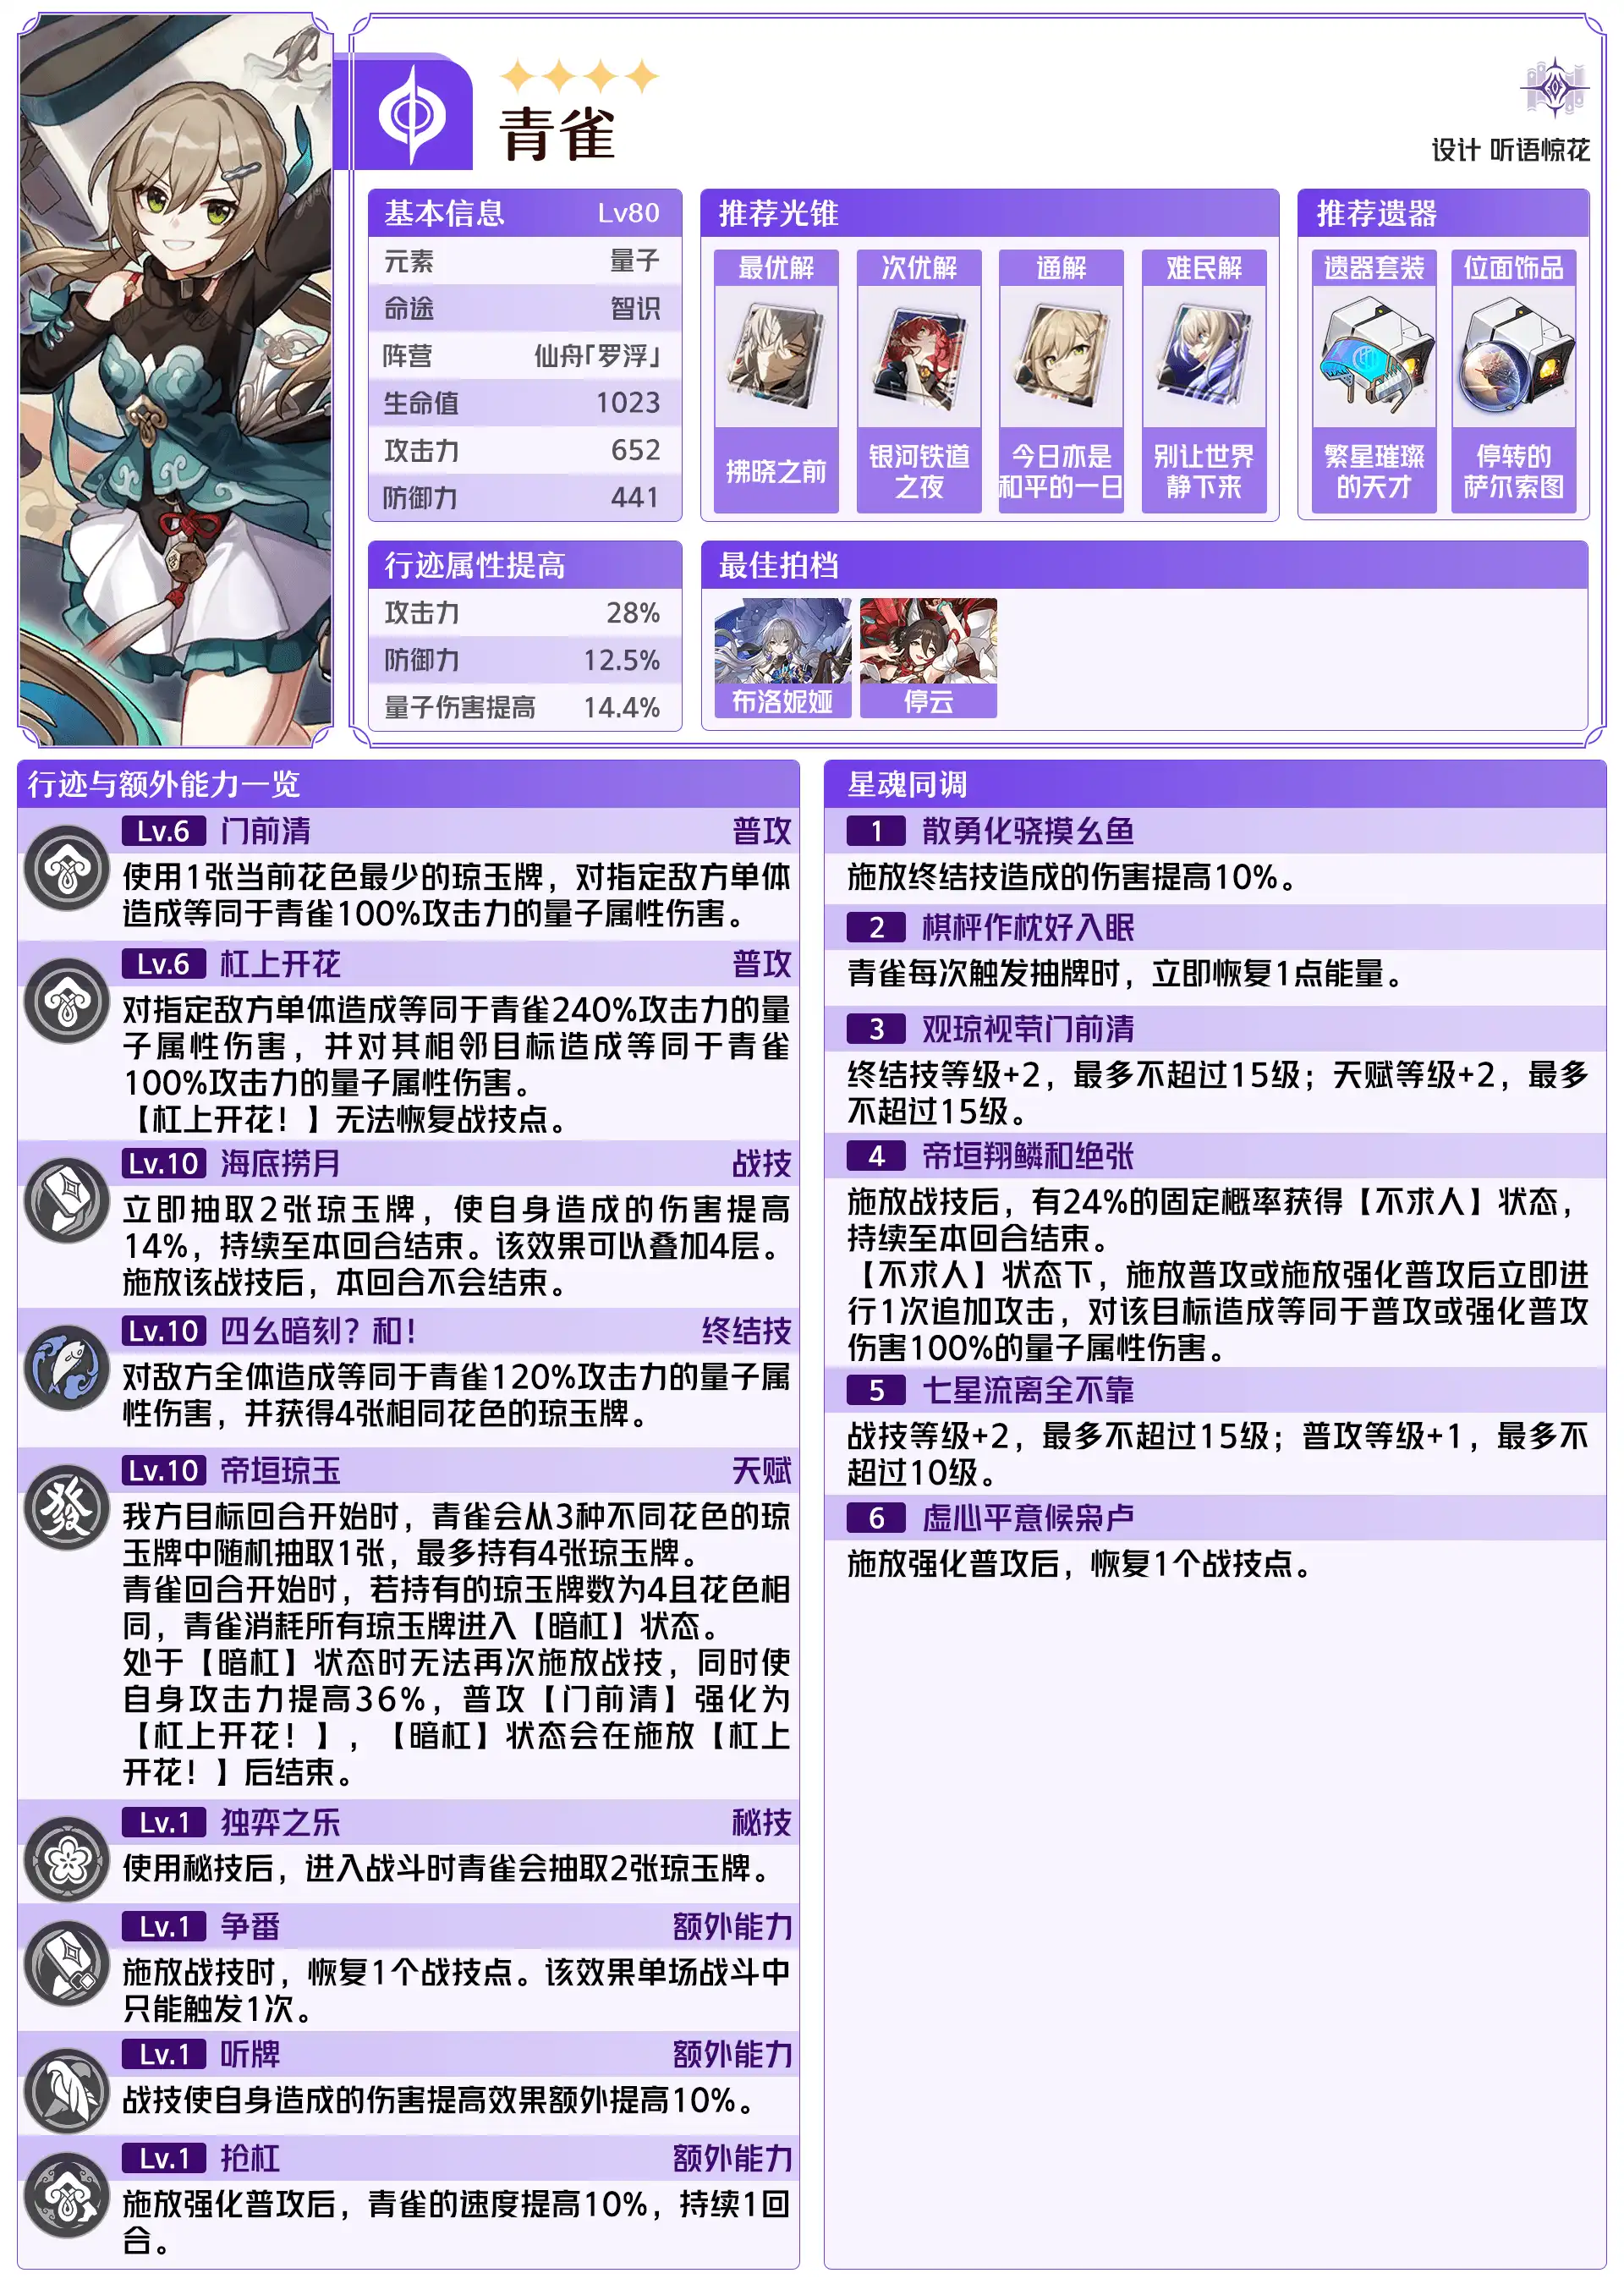 青雀
设计 听语惊花
基本信息 Lv80
元素 量子
命途 智识
阵营 仙舟「罗浮」
生命值 1023
攻击力 652
防御力 441
推荐光锥
最优解 次优解 通解 难民解
拂晓之前
银河铁道
之夜
今日亦是
和平的一日
别让世界
静下来
推荐遗器
遗器套装 位面饰品
繁星璀璨
的天才
停转的
萨尔索图
行迹属性提高
攻击力 28%
防御力 12.5%
量子伤害提高 14.4%
最佳拍档
布洛妮娅 停云
行迹与额外能力一览
Lv.6 门前清 普攻
使用1张当前花色最少的琼玉牌，对指定敌方单体
造成等同于青雀100%攻击力的量子属性伤害。
Lv.6 杠上开花 普攻
对指定敌方单体造成等同于青雀240%攻击力的量
子属性伤害，并对其相邻目标造成等同于青雀
100%攻击力的量子属性伤害。
【杠上开花！】无法恢复战技点。
Lv.10 海底捞月 战技
立即抽取2张琼玉牌，使自身造成的伤害提高
14%，持续至本回合结束。该效果可以叠加4层。
施放该战技后，本回合不会结束。
Lv.10 四幺暗刻？和！ 终结技
对敌方全体造成等同于青雀120%攻击力的量子属
性伤害，并获得4张相同花色的琼玉牌。
Lv.10 帝垣琼玉 天赋
我方目标回合开始时，青雀会从3种不同花色的琼
玉牌中随机抽取1张，最多持有4张琼玉牌。
青雀回合开始时，若持有的琼玉牌数为4且花色相
同，青雀消耗所有琼玉牌进入【暗杠】状态。
处于【暗杠】状态时无法再次施放战技，同时使
自身攻击力提高36%，普攻【门前清】强化为
【杠上开花！】，【暗杠】状态会在施放【杠上
开花！】后结束。
Lv.1 独弈之乐 秘技
使用秘技后，进入战斗时青雀会抽取2张琼玉牌。
Lv.1 争番 额外能力
施放战技时，恢复1个战技点。该效果单场战斗中
只能触发1次。
Lv.1 听牌 额外能力
战技使自身造成的伤害提高效果额外提高10%。
Lv.1 抢杠 额外能力
施放强化普攻后，青雀的速度提高10%，持续1回
合。
星魂同调
1 散勇化骁摸幺鱼
施放终结技造成的伤害提高10%。
2 棋枰作枕好入眠
青雀每次触发抽牌时，立即恢复1点能量。
3 观琼视茕门前清
终结技等级+2，最多不超过15级；天赋等级+2，最多
不超过15级。
4 帝垣翔鳞和绝张
施放战技后，有24%的固定概率获得【不求人】状态，
持续至本回合结束。
【不求人】状态下，施放普攻或施放强化普攻后立即进
行1次追加攻击，对该目标造成等同于普攻或强化普攻
伤害100%的量子属性伤害。
5 七星流离全不靠
战技等级+2，最多不超过15级；普攻等级+1，最多不
超过10级。
6 虚心平意候枭卢
施放强化普攻后，恢复1个战技点。